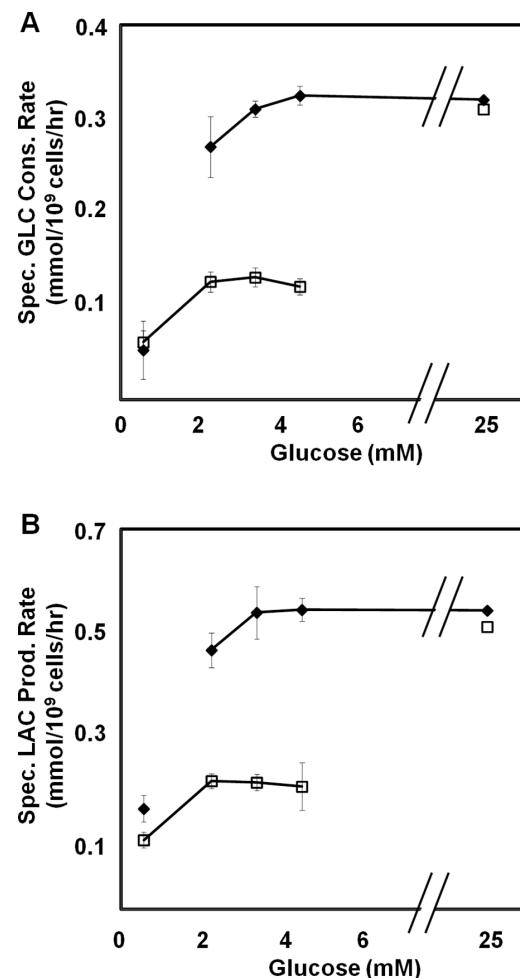 A
0.4
0.3
0.2
0.1
Spec. GLC Cons. Rate
(mmol/10⁹ cells/hr)
0 2 4 6 25
Glucose (mM)
B
0.7
0.5
0.3
0.1
Spec. LAC Prod. Rate
(mmol/10⁹ cells/hr)
0 2 4 6 25
Glucose (mM)